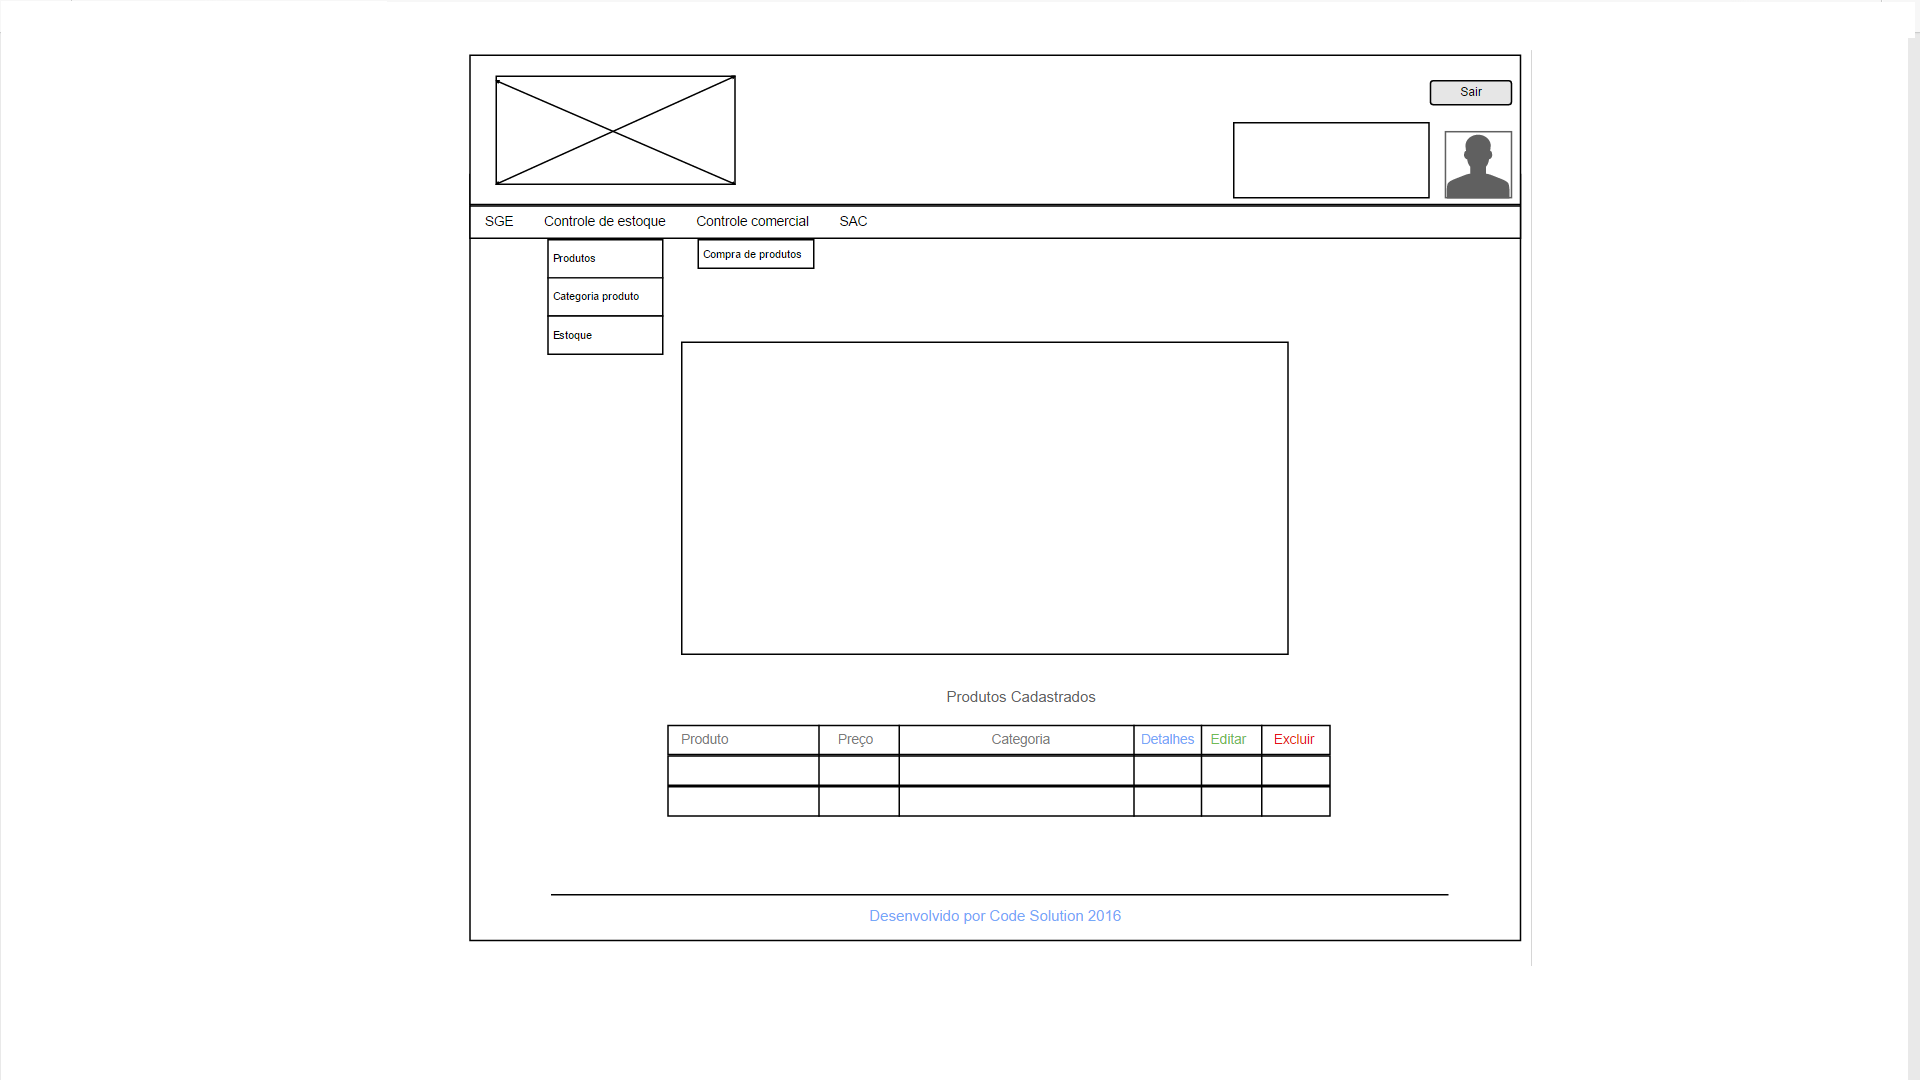 Sair
SGE Controle de estoque Controle comercial SAC
Produtos
Categoria produto
Estoque
Compra de produtos
Produtos Cadastrados
Produto Preço Categoria Detalhes Editar Excluir
Desenvolvido por Code Solution 2016